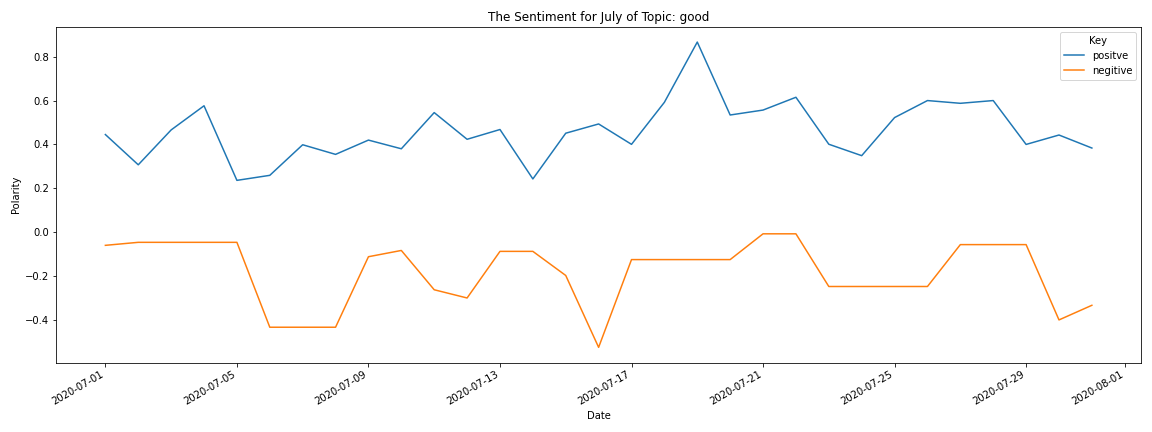 The Sentiment for July of Topic: good
Key
positve
negitive
Polarity
0.8
0.6
0.4
0.2
0.0
−0.2
−0.4
2020-07-01
2020-07-05
2020-07-09
2020-07-13
2020-07-17
2020-07-21
2020-07-25
2020-07-29
2020-08-01
Date